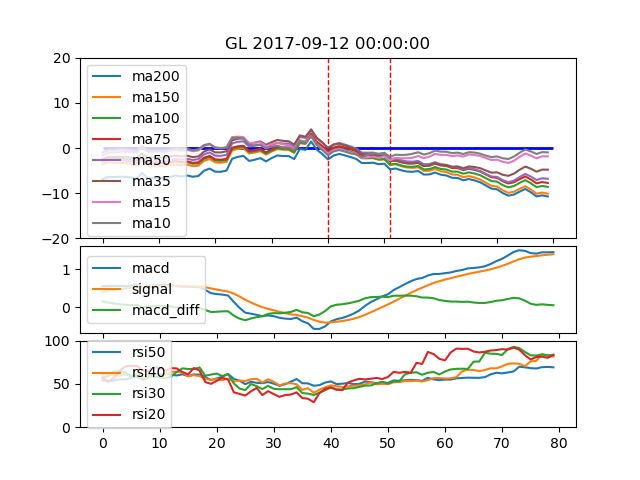 GL 2017-09-12 00:00:00
20
10
0
−10
−20
ma200
ma150
ma100
ma75
ma50
ma35
ma15
ma10
1
0
macd
signal
macd_diff
100
50
0
rsi50
rsi40
rsi30
rsi20
0 10 20 30 40 50 60 70 80